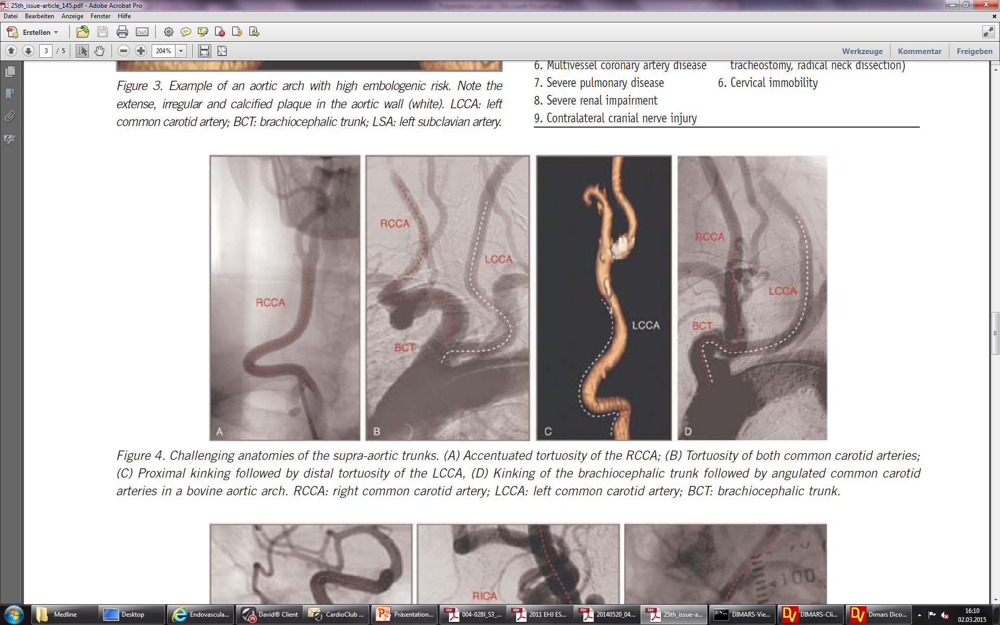 25th_issue-article_145.pdf - Adobe Acrobat Pro
Datei Bearbeiten Anzeige Fenster Hilfe
Erstellen
3 / 5 204% Werkzeuge Kommentar Freigeben
6. Multivessel coronary artery disease
7. Severe pulmonary disease
8. Severe renal impairment
9. Contralateral cranial nerve injury
tracheostomy, radical neck dissection)
6. Cervical immobility
Figure 3. Example of an aortic arch with high embologenic risk. Note the
extense, irregular and calcified plaque in the aortic wall (white). LCCA: left
common carotid artery; BCT: brachiocephalic trunk; LSA: left subclavian artery.
RCCA
A
RCCA
LCCA
BCT
B
LCCA
C
RCCA
LCCA
BCT
D
Figure 4. Challenging anatomies of the supra-aortic trunks. (A) Accentuated tortuosity of the RCCA; (B) Tortuosity of both common carotid arteries;
(C) Proximal kinking followed by distal tortuosity of the LCCA, (D) Kinking of the brachiocephalic trunk followed by angulated common carotid
arteries in a bovine aortic arch. RCCA: right common carotid artery; LCCA: left common carotid artery; BCT: brachiocephalic trunk.
RICA
100
Medline Desktop Endovascula... David® Client CardioClub ... Präsentation... 004-028I_S3_... 2011 EHJ ES... 20140520_04... 25th_issue-a... DIMARS-Vie... DIMARS-Cli... Dimars Dico... 16:10
02.03.2015